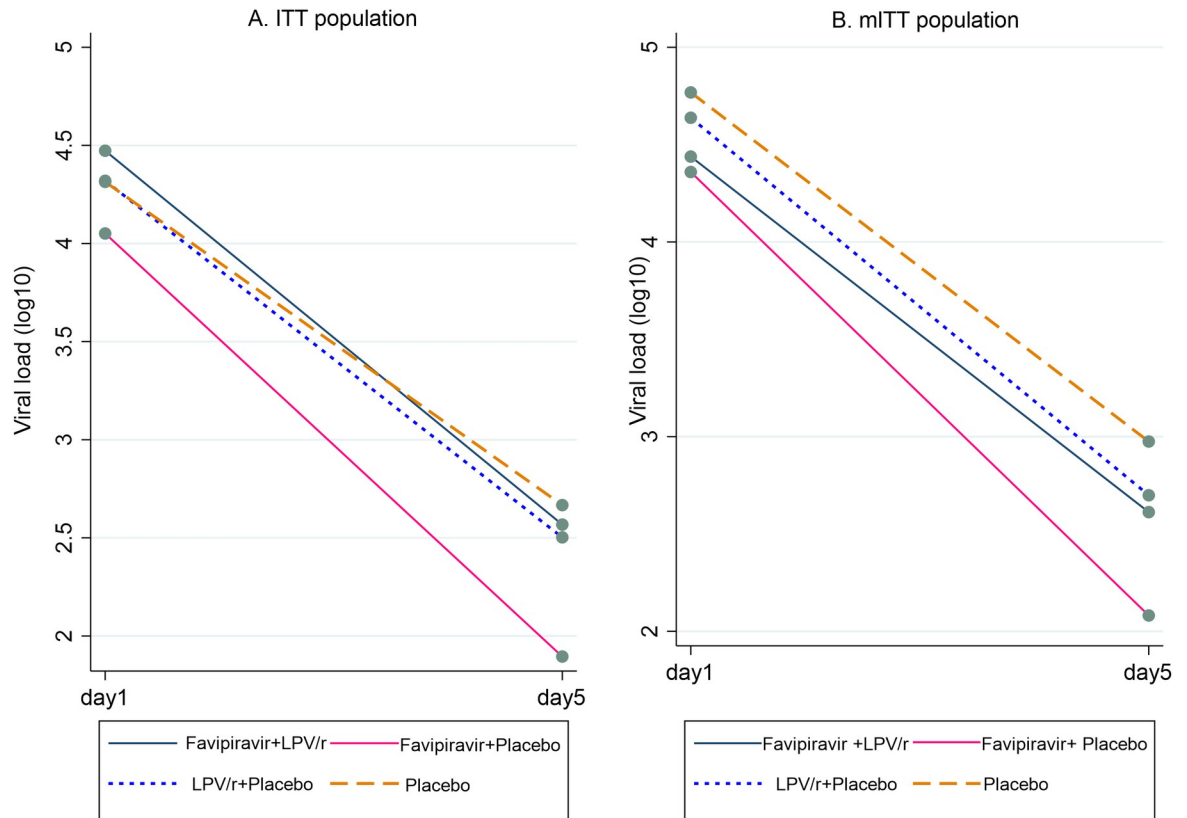 A. ITT population
Viral load (log10)
5
4.5
4
3.5
3
2.5
2
day1 day5
Favipiravir+LPV/r Favipiravir+Placebo
LPV/r+Placebo Placebo
B. mITT population
Viral load (log10)
5
4
3
2
day1 day5
Favipiravir +LPV/r Favipiravir+ Placebo
LPV/r+Placebo Placebo